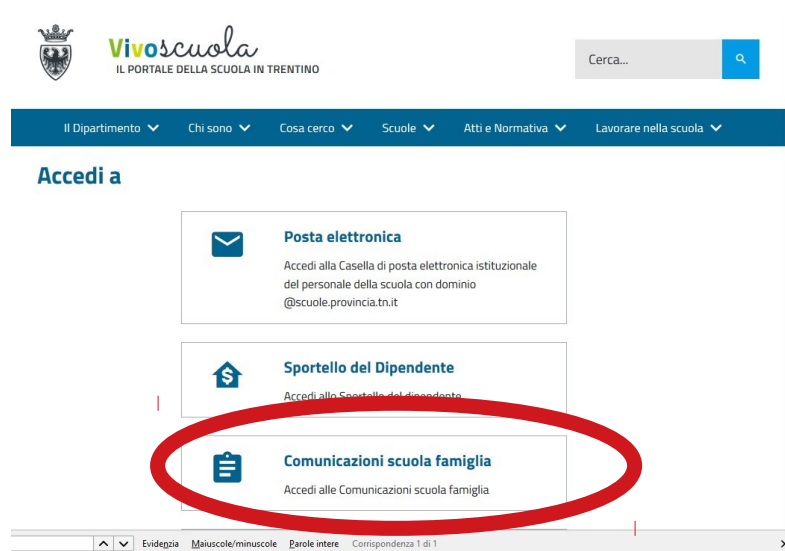 Vivoscuola
IL PORTALE DELLA SCUOLA IN TRENTINO
Cerca...
Il Dipartimento Chi sono Cosa cerco Scuole Atti e Normativa Lavorare nella scuola
Accedi a
Posta elettronica
Accedi alla Casella di posta elettronica istituzionale
del personale della scuola con dominio
@scuole.provincia.tn.it
Sportello del Dipendente
Accedi allo Sportello del dipendente
Comunicazioni scuola famiglia
Accedi alle Comunicazioni scuola famiglia
Evidenzia Maiuscole/minuscole Parole intere Corrispondenza 1 di 1